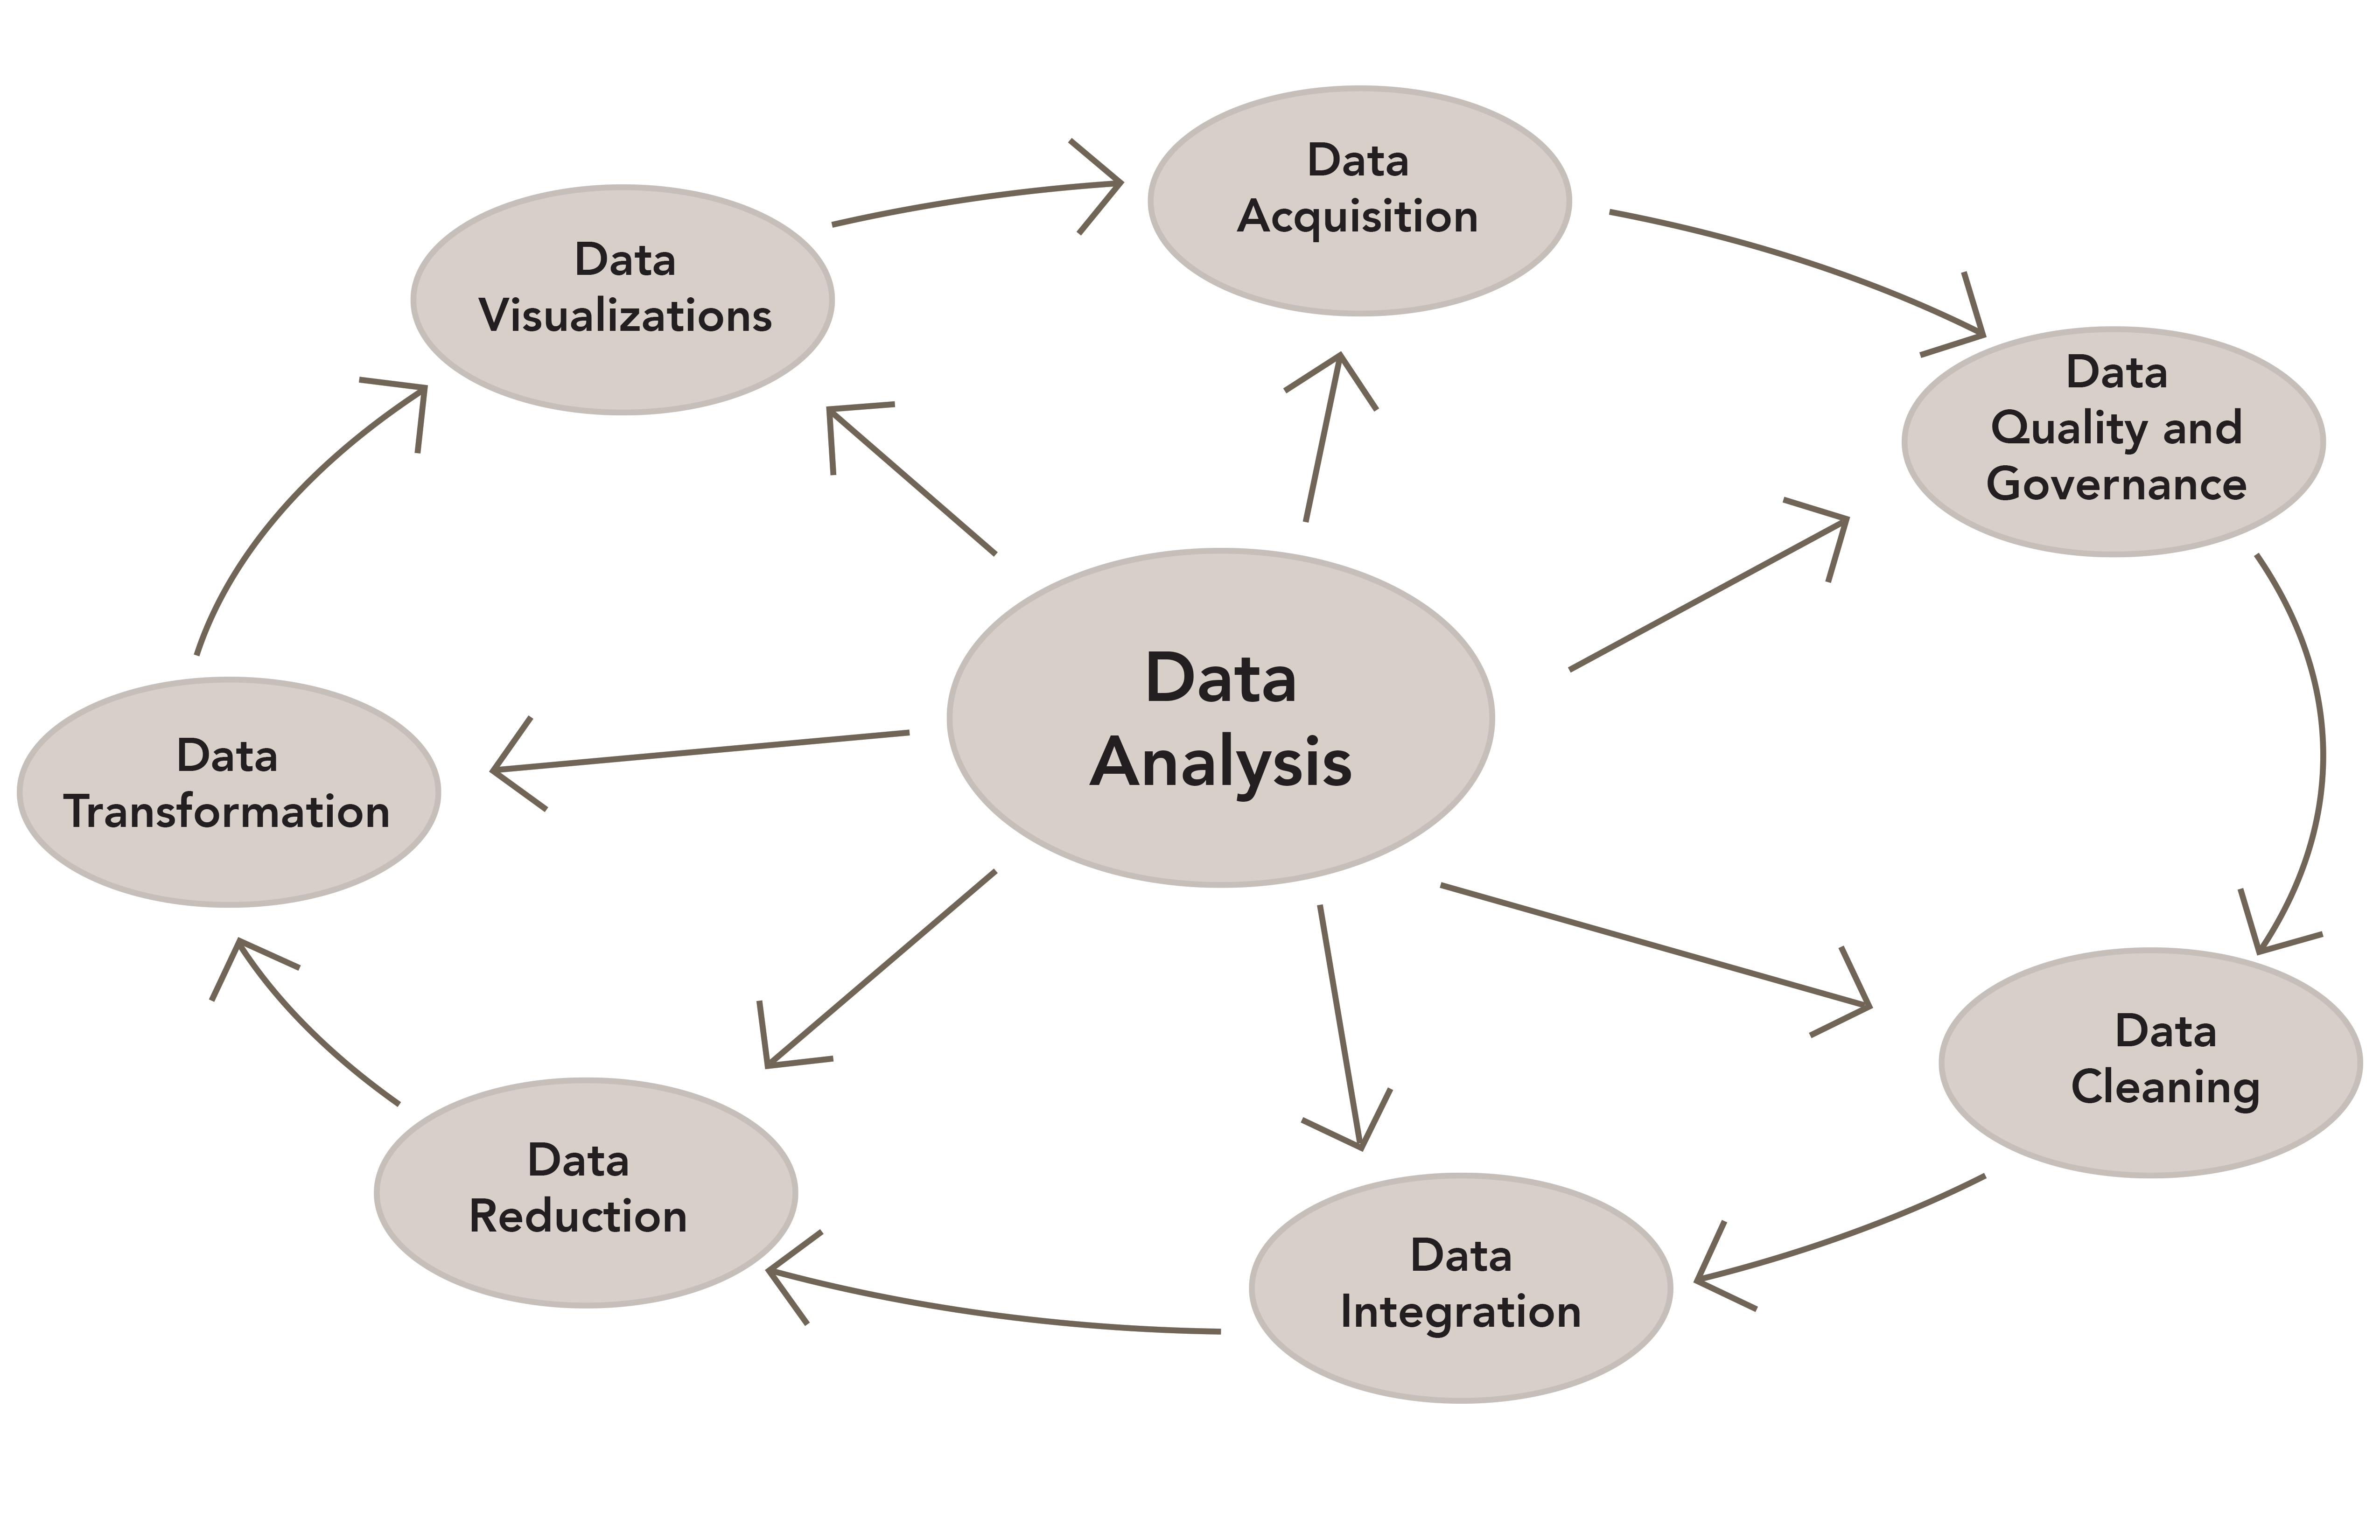 Data
Acquisition
Data
Visualizations
Data
Quality and
Governance
Data
Analysis
Data
Transformation
Data
Cleaning
Data
Reduction
Data
Integration